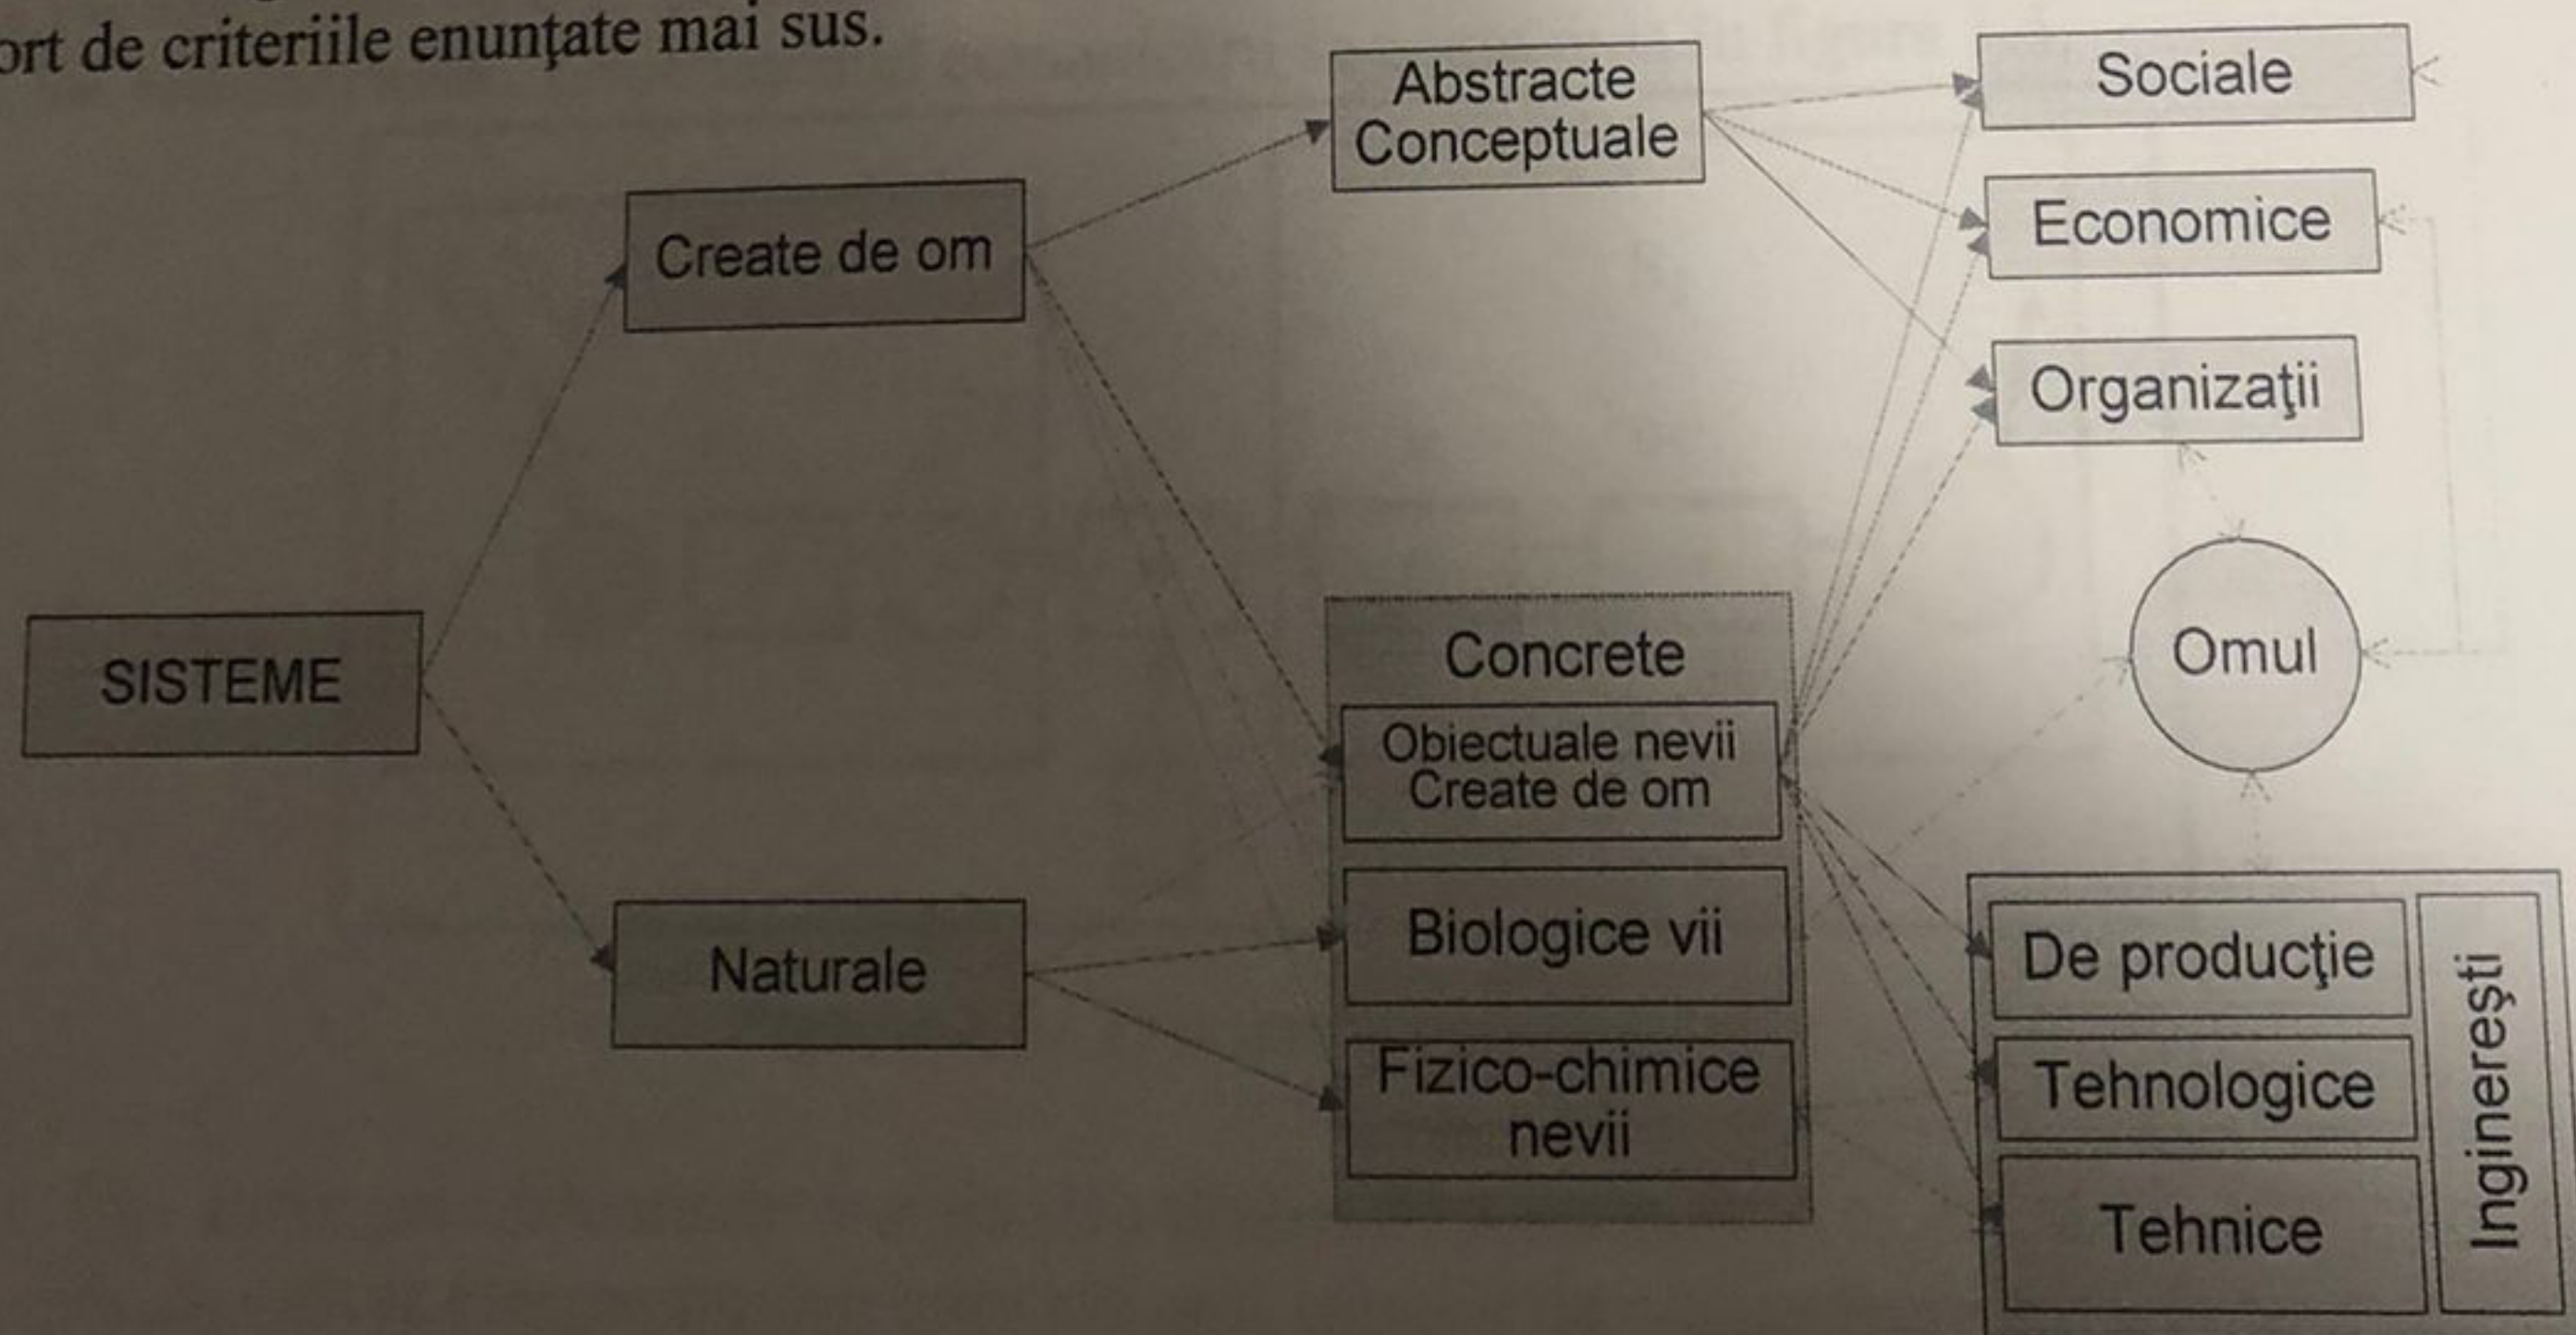 ort de criteriile enunţate mai sus.
Abstracte
Conceptuale
Sociale
Economice
Organizaţii
Create de om
SISTEME
Naturale
Concrete
Obiectuale nevii
Create de om
Biologice vii
Fizico-chimice
nevii
Omul
De producţie
Tehnologice
Tehnice
Inginereşti